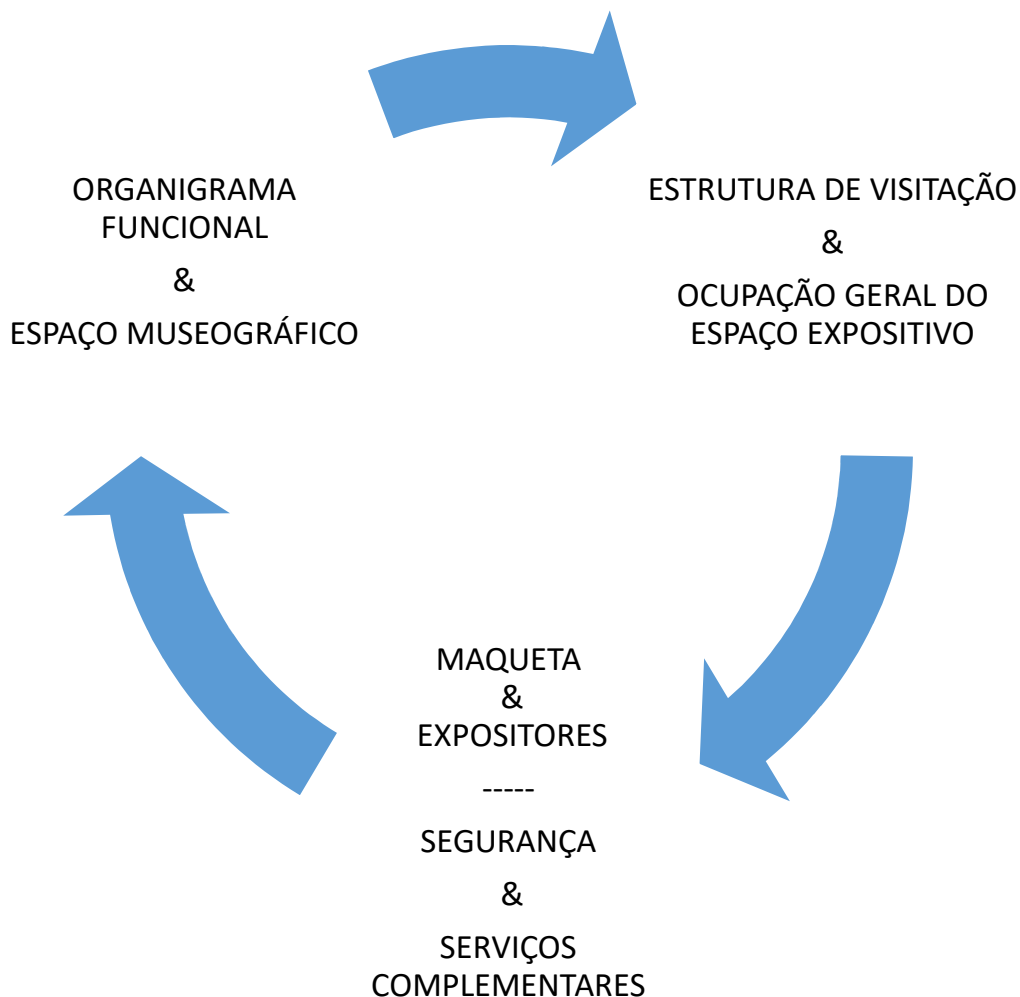 ORGANIGRAMA
FUNCIONAL
&
ESPAÇO MUSEOGRÁFICO
ESTRUTURA DE VISITAÇÃO
&
OCUPAÇÃO GERAL DO
ESPAÇO EXPOSITIVO
MAQUETA
&
EXPOSITORES
-----
SEGURANÇA
&
SERVIÇOS
COMPLEMENTARES